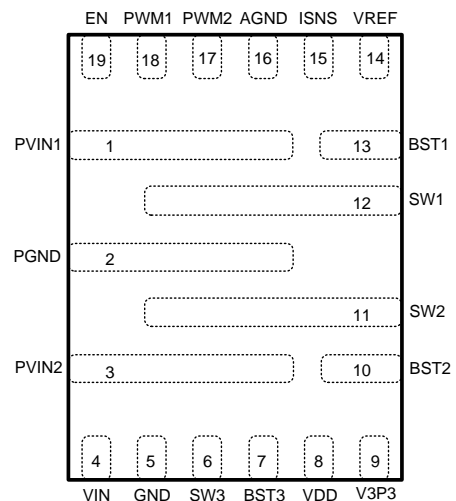 EN PWM1 PWM2 AGND ISNS VREF
19 18 17 16 15 14
PVIN1 1 13 BST1
12 SW1
PGND 2
11 SW2
PVIN2 3 10 BST2
4 5 6 7 8 9
VIN GND SW3 BST3 VDD V3P3